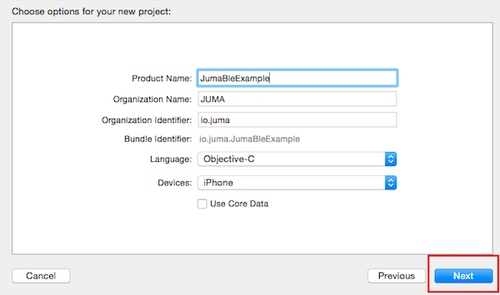 Choose options for your new project:
Product Name: JumaBleExample
Organization Name: JUMA
Organization Identifier: io.juma
Bundle Identifier: io.juma.JumaBleExample
Language: Objective-C
Devices: iPhone
Use Core Data
Cancel Previous Next